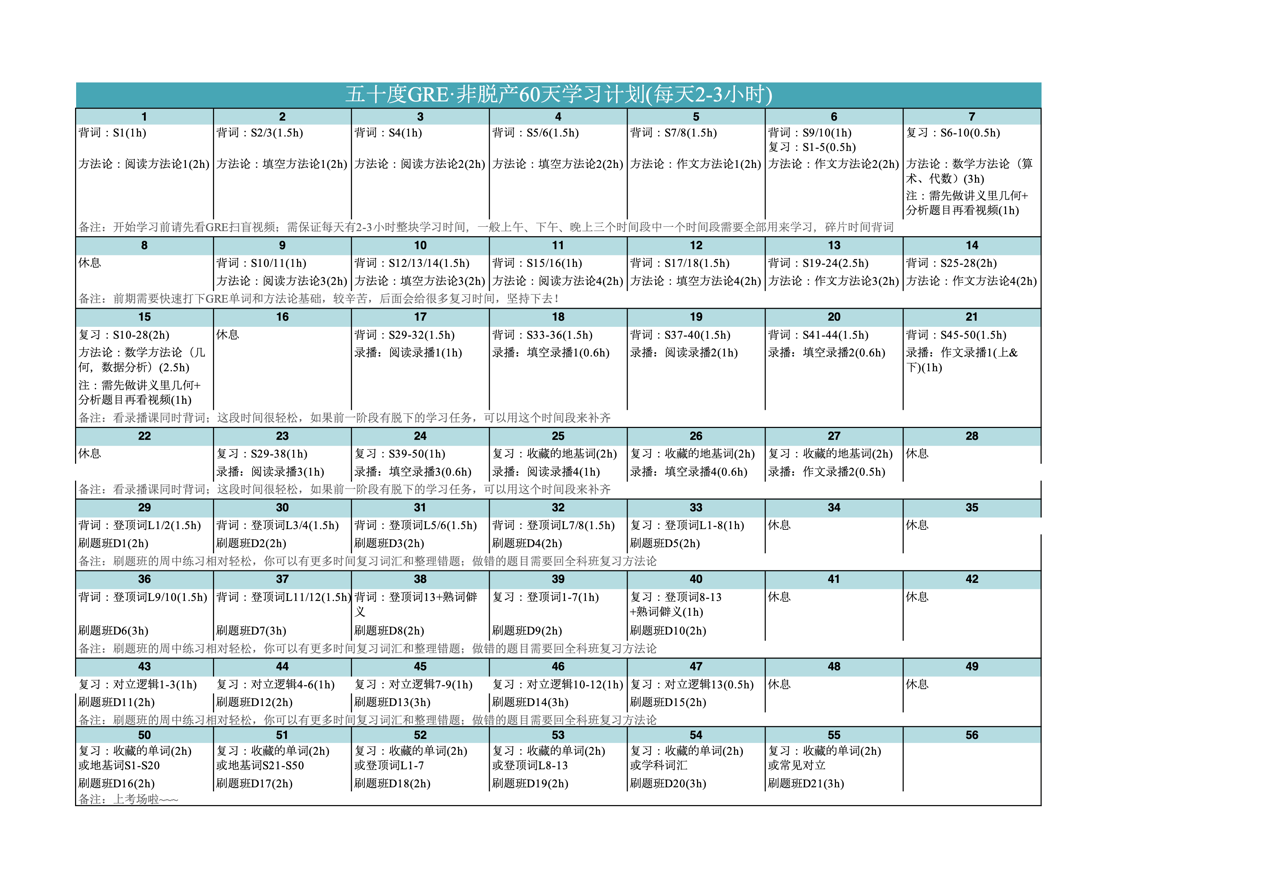 五十度GRE·非脱产60天学习计划(每天2-3小时)
1 2 3 4 5 6 7
背词：S1(1h) 背词：S2/3(1.5h) 背词：S4(1h) 背词：S5/6(1.5h) 背词：S7/8(1.5h) 背词：S9/10(1h) 复习：S6-10(0.5h)
复习：S1-5(0.5h)
方法论：阅读方法论1(2h) 方法论：填空方法论1(2h) 方法论：阅读方法论2(2h) 方法论：填空方法论2(2h) 方法论：作文方法论1(2h) 方法论：作文方法论2(2h) 方法论：数学方法论（算
术、代数）(3h)
注：需先做讲义里几何+
分析题目再看视频(1h)
备注：开始学习前请先看GRE扫盲视频；需保证每天有2-3小时整块学习时间，一般上午、下午、晚上三个时间段中一个时间段需要全部用来学习，碎片时间背词
8 9 10 11 12 13 14
休息 背词：S10/11(1h) 背词：S12/13/14(1.5h) 背词：S15/16(1h) 背词：S17/18(1.5h) 背词：S19-24(2.5h) 背词：S25-28(2h)
方法论：阅读方法论3(2h) 方法论：填空方法论3(2h) 方法论：阅读方法论4(2h) 方法论：填空方法论4(2h) 方法论：作文方法论3(2h) 方法论：作文方法论4(2h)
备注：前期需要快速打下GRE单词和方法论基础，较辛苦，后面会给很多复习时间，坚持下去！
15 16 17 18 19 20 21
复习：S10-28(2h) 休息 背词：S29-32(1.5h) 背词：S33-36(1.5h) 背词：S37-40(1.5h) 背词：S41-44(1.5h) 背词：S45-50(1.5h)
方法论：数学方法论（几 录播：阅读录播1(1h) 录播：填空录播1(0.6h) 录播：阅读录播2(1h) 录播：填空录播2(0.6h) 录播：作文录播1(上&
何，数据分析）(2.5h) 下)(1h)
注：需先做讲义里几何+
分析题目再看视频(1h)
备注：看录播课同时背词；这段时间很轻松，如果前一阶段有脱下的学习任务，可以用这个时间段来补齐
22 23 24 25 26 27 28
休息 复习：S29-38(1h) 复习：S39-50(1h) 复习：收藏的地基词(2h) 复习：收藏的地基词(2h) 复习：收藏的地基词(2h) 休息
录播：阅读录播3(1h) 录播：填空录播3(0.6h) 录播：阅读录播4(1h) 录播：填空录播4(0.6h) 录播：作文录播2(0.5h)
备注：看录播课同时背词；这段时间很轻松，如果前一阶段有脱下的学习任务，可以用这个时间段来补齐
29 30 31 32 33 34 35
背词：登顶词L1/2(1.5h) 背词：登顶词L3/4(1.5h) 背词：登顶词L5/6(1.5h) 背词：登顶词L7/8(1.5h) 复习：登顶词L1-8(1h) 休息 休息
刷题班D1(2h) 刷题班D2(2h) 刷题班D3(2h) 刷题班D4(2h) 刷题班D5(2h)
备注：刷题班的周中练习相对轻松，你可以有更多时间复习词汇和整理错题；做错的题目需要回全科班复习方法论
36 37 38 39 40 41 42
背词：登顶词L9/10(1.5h) 背词：登顶词L11/12(1.5h) 背词：登顶词13+熟词僻 复习：登顶词1-7(1h) 复习：登顶词8-13 休息 休息
义 +熟词僻义(1h)
刷题班D6(3h) 刷题班D7(3h) 刷题班D8(2h) 刷题班D9(2h) 刷题班D10(2h)
备注：刷题班的周中练习相对轻松，你可以有更多时间复习词汇和整理错题；做错的题目需要回全科班复习方法论
43 44 45 46 47 48 49
复习：对立逻辑1-3(1h) 复习：对立逻辑4-6(1h) 复习：对立逻辑7-9(1h) 复习：对立逻辑10-12(1h) 复习：对立逻辑13(0.5h) 休息 休息
刷题班D11(2h) 刷题班D12(2h) 刷题班D13(3h) 刷题班D14(3h) 刷题班D15(2h)
备注：刷题班的周中练习相对轻松，你可以有更多时间复习词汇和整理错题；做错的题目需要回全科班复习方法论
50 51 52 53 54 55 56
复习：收藏的单词(2h) 复习：收藏的单词(2h) 复习：收藏的单词(2h) 复习：收藏的单词(2h) 复习：收藏的单词(2h) 复习：收藏的单词(2h)
或地基词S1-S20 或地基词S21-S50 或登顶词L1-7 或登顶词L8-13 或学科词汇 或常见对立
刷题班D16(2h) 刷题班D17(2h) 刷题班D18(2h) 刷题班D19(2h) 刷题班D20(3h) 刷题班D21(3h)
备注：上考场啦~~~